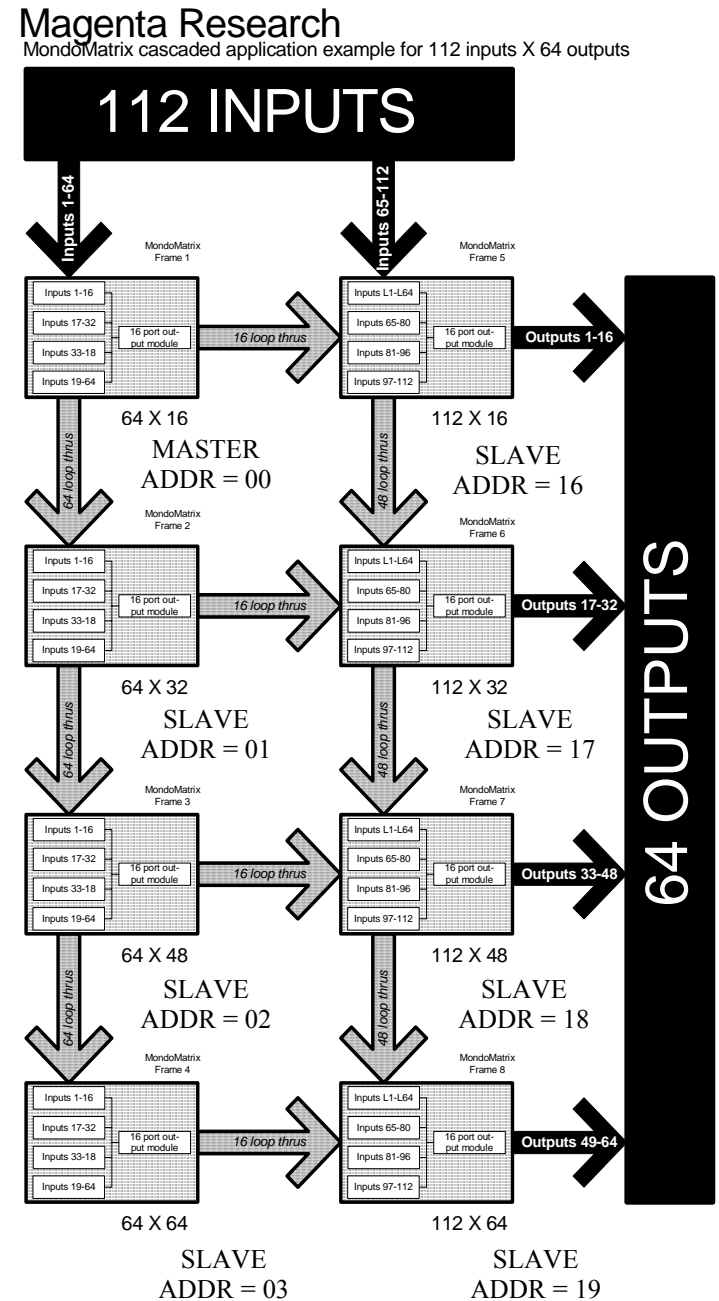 Magenta Research
MondoMatrix cascaded application example for 112 inputs X 64 outputs
112 INPUTS
Inputs 1-64
Inputs 65-112
MondoMatrix
Frame 1
Inputs 1-16
Inputs 17-32
Inputs 33-18
Inputs 19-64
16 port out-
put module
16 loop thrus
64 X 16
MASTER
ADDR = 00
64 loop thrus
MondoMatrix
Frame 5
Inputs L1-L64
Inputs 65-80
Inputs 81-96
Inputs 97-112
16 port out-
put module
Outputs 1-16
112 X 16
SLAVE
ADDR = 16
48 loop thrus
MondoMatrix
Frame 2
Inputs 1-16
Inputs 17-32
Inputs 33-18
Inputs 19-64
16 port out-
put module
16 loop thrus
64 X 32
SLAVE
ADDR = 01
64 loop thrus
MondoMatrix
Frame 6
Inputs L1-L64
Inputs 65-80
Inputs 81-96
Inputs 97-112
16 port out-
put module
Outputs 17-32
112 X 32
SLAVE
ADDR = 17
48 loop thrus
MondoMatrix
Frame 3
Inputs 1-16
Inputs 17-32
Inputs 33-18
Inputs 19-64
16 port out-
put module
16 loop thrus
64 X 48
SLAVE
ADDR = 02
64 loop thrus
MondoMatrix
Frame 7
Inputs L1-L64
Inputs 65-80
Inputs 81-96
Inputs 97-112
16 port out-
put module
Outputs 33-48
112 X 48
SLAVE
ADDR = 18
48 loop thrus
MondoMatrix
Frame 4
Inputs 1-16
Inputs 17-32
Inputs 33-18
Inputs 19-64
16 port out-
put module
16 loop thrus
64 X 64
SLAVE
ADDR = 03
MondoMatrix
Frame 8
Inputs L1-L64
Inputs 65-80
Inputs 81-96
Inputs 97-112
16 port out-
put module
Outputs 49-64
112 X 64
SLAVE
ADDR = 19
64 OUTPUTS